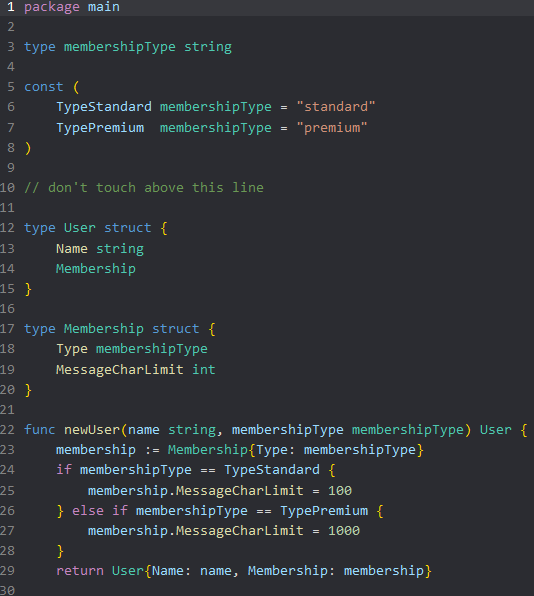 1 package main
2
3 type membershipType string
4
5 const (
6     TypeStandard membershipType = "standard"
7     TypePremium  membershipType = "premium"
8 )
9
10 // don't touch above this line
11
12 type User struct {
13     Name string
14     Membership
15 }
16
17 type Membership struct {
18     Type membershipType
19     MessageCharLimit int
20 }
21
22 func newUser(name string, membershipType membershipType) User {
23     membership := Membership{Type: membershipType}
24     if membershipType == TypeStandard {
25         membership.MessageCharLimit = 100
26     } else if membershipType == TypePremium {
27         membership.MessageCharLimit = 1000
28     }
29     return User{Name: name, Membership: membership}
30